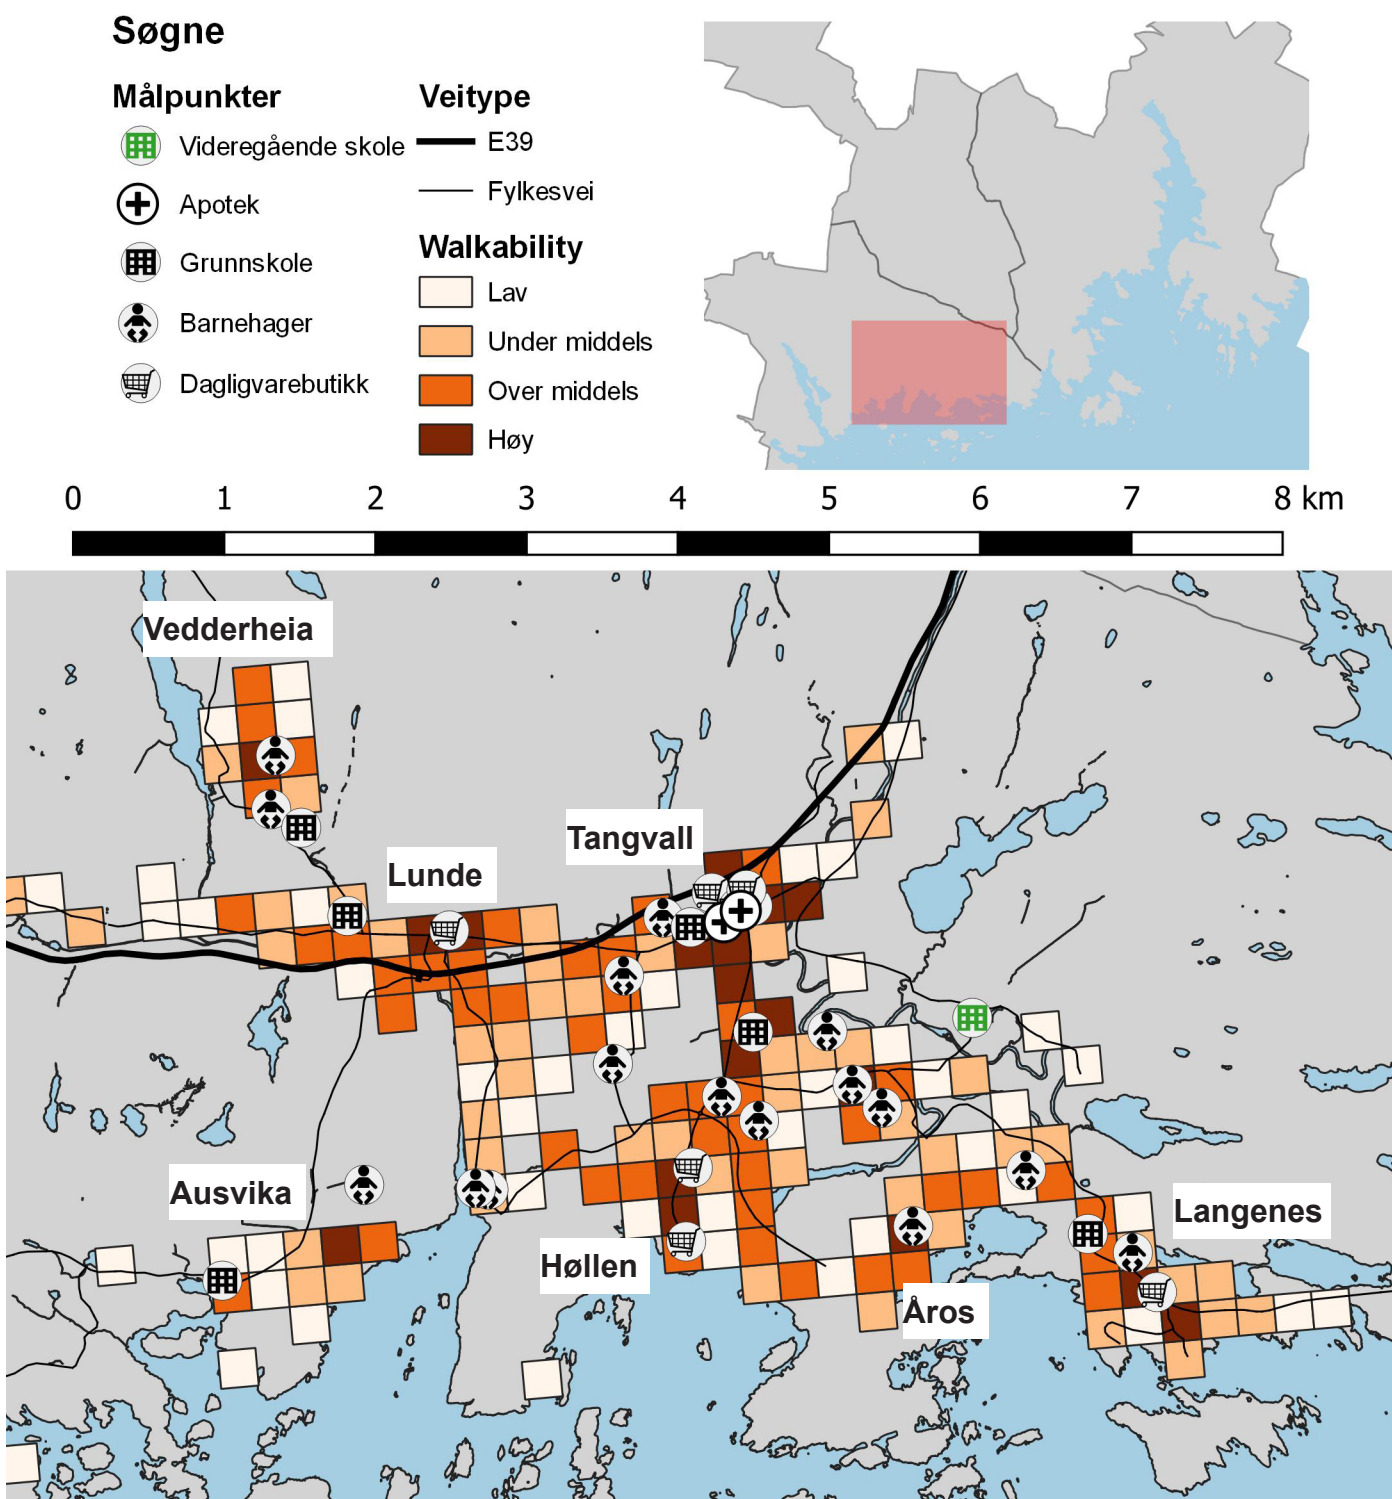 Søgne
Målpunkter
Videregående skole
Apotek
Grunnskole
Barnehager
Dagligvarebutikk
Veitype
E39
Fylkesvei
Walkability
Lav
Under middels
Over middels
Høy
0 1 2 3 4 5 6 7 8 km
Vedderheia
Tangvall
Lunde
Ausvika
Langenes
Høllen
Åros